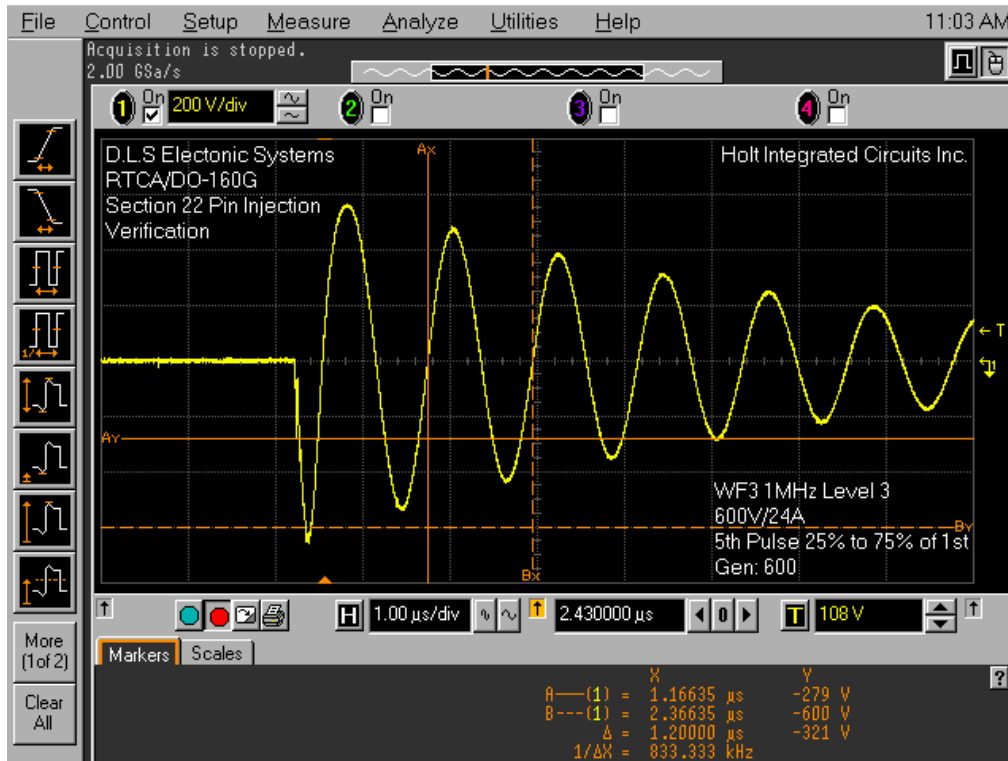 File Control Setup Measure Analyze Utilities Help 11:03 AM
Acquisition is stopped.
2.00 GSa/s
1 On 200 V/div 2 On 3 On 4 On
D.L.S Electonic Systems
RTCA/DO-160G
Section 22 Pin Injection
Verification
Ax
Holt Integrated Circuits Inc.
T
1
Ay
WF3 1MHz Level 3
600V/24A
5th Pulse 25% to 75% of 1st
Gen: 600
By
Bx
H 1.00 µs/div 2.430000 µs 0 T 108 V
More
(1 of 2)
Clear
All
Markers Scales
?
X Y
A——(1) = 1.16635 µs -279 V
B---(1) = 2.36635 µs -600 V
Δ = 1.20000 µs -321 V
1/ΔX = 833.333 kHz